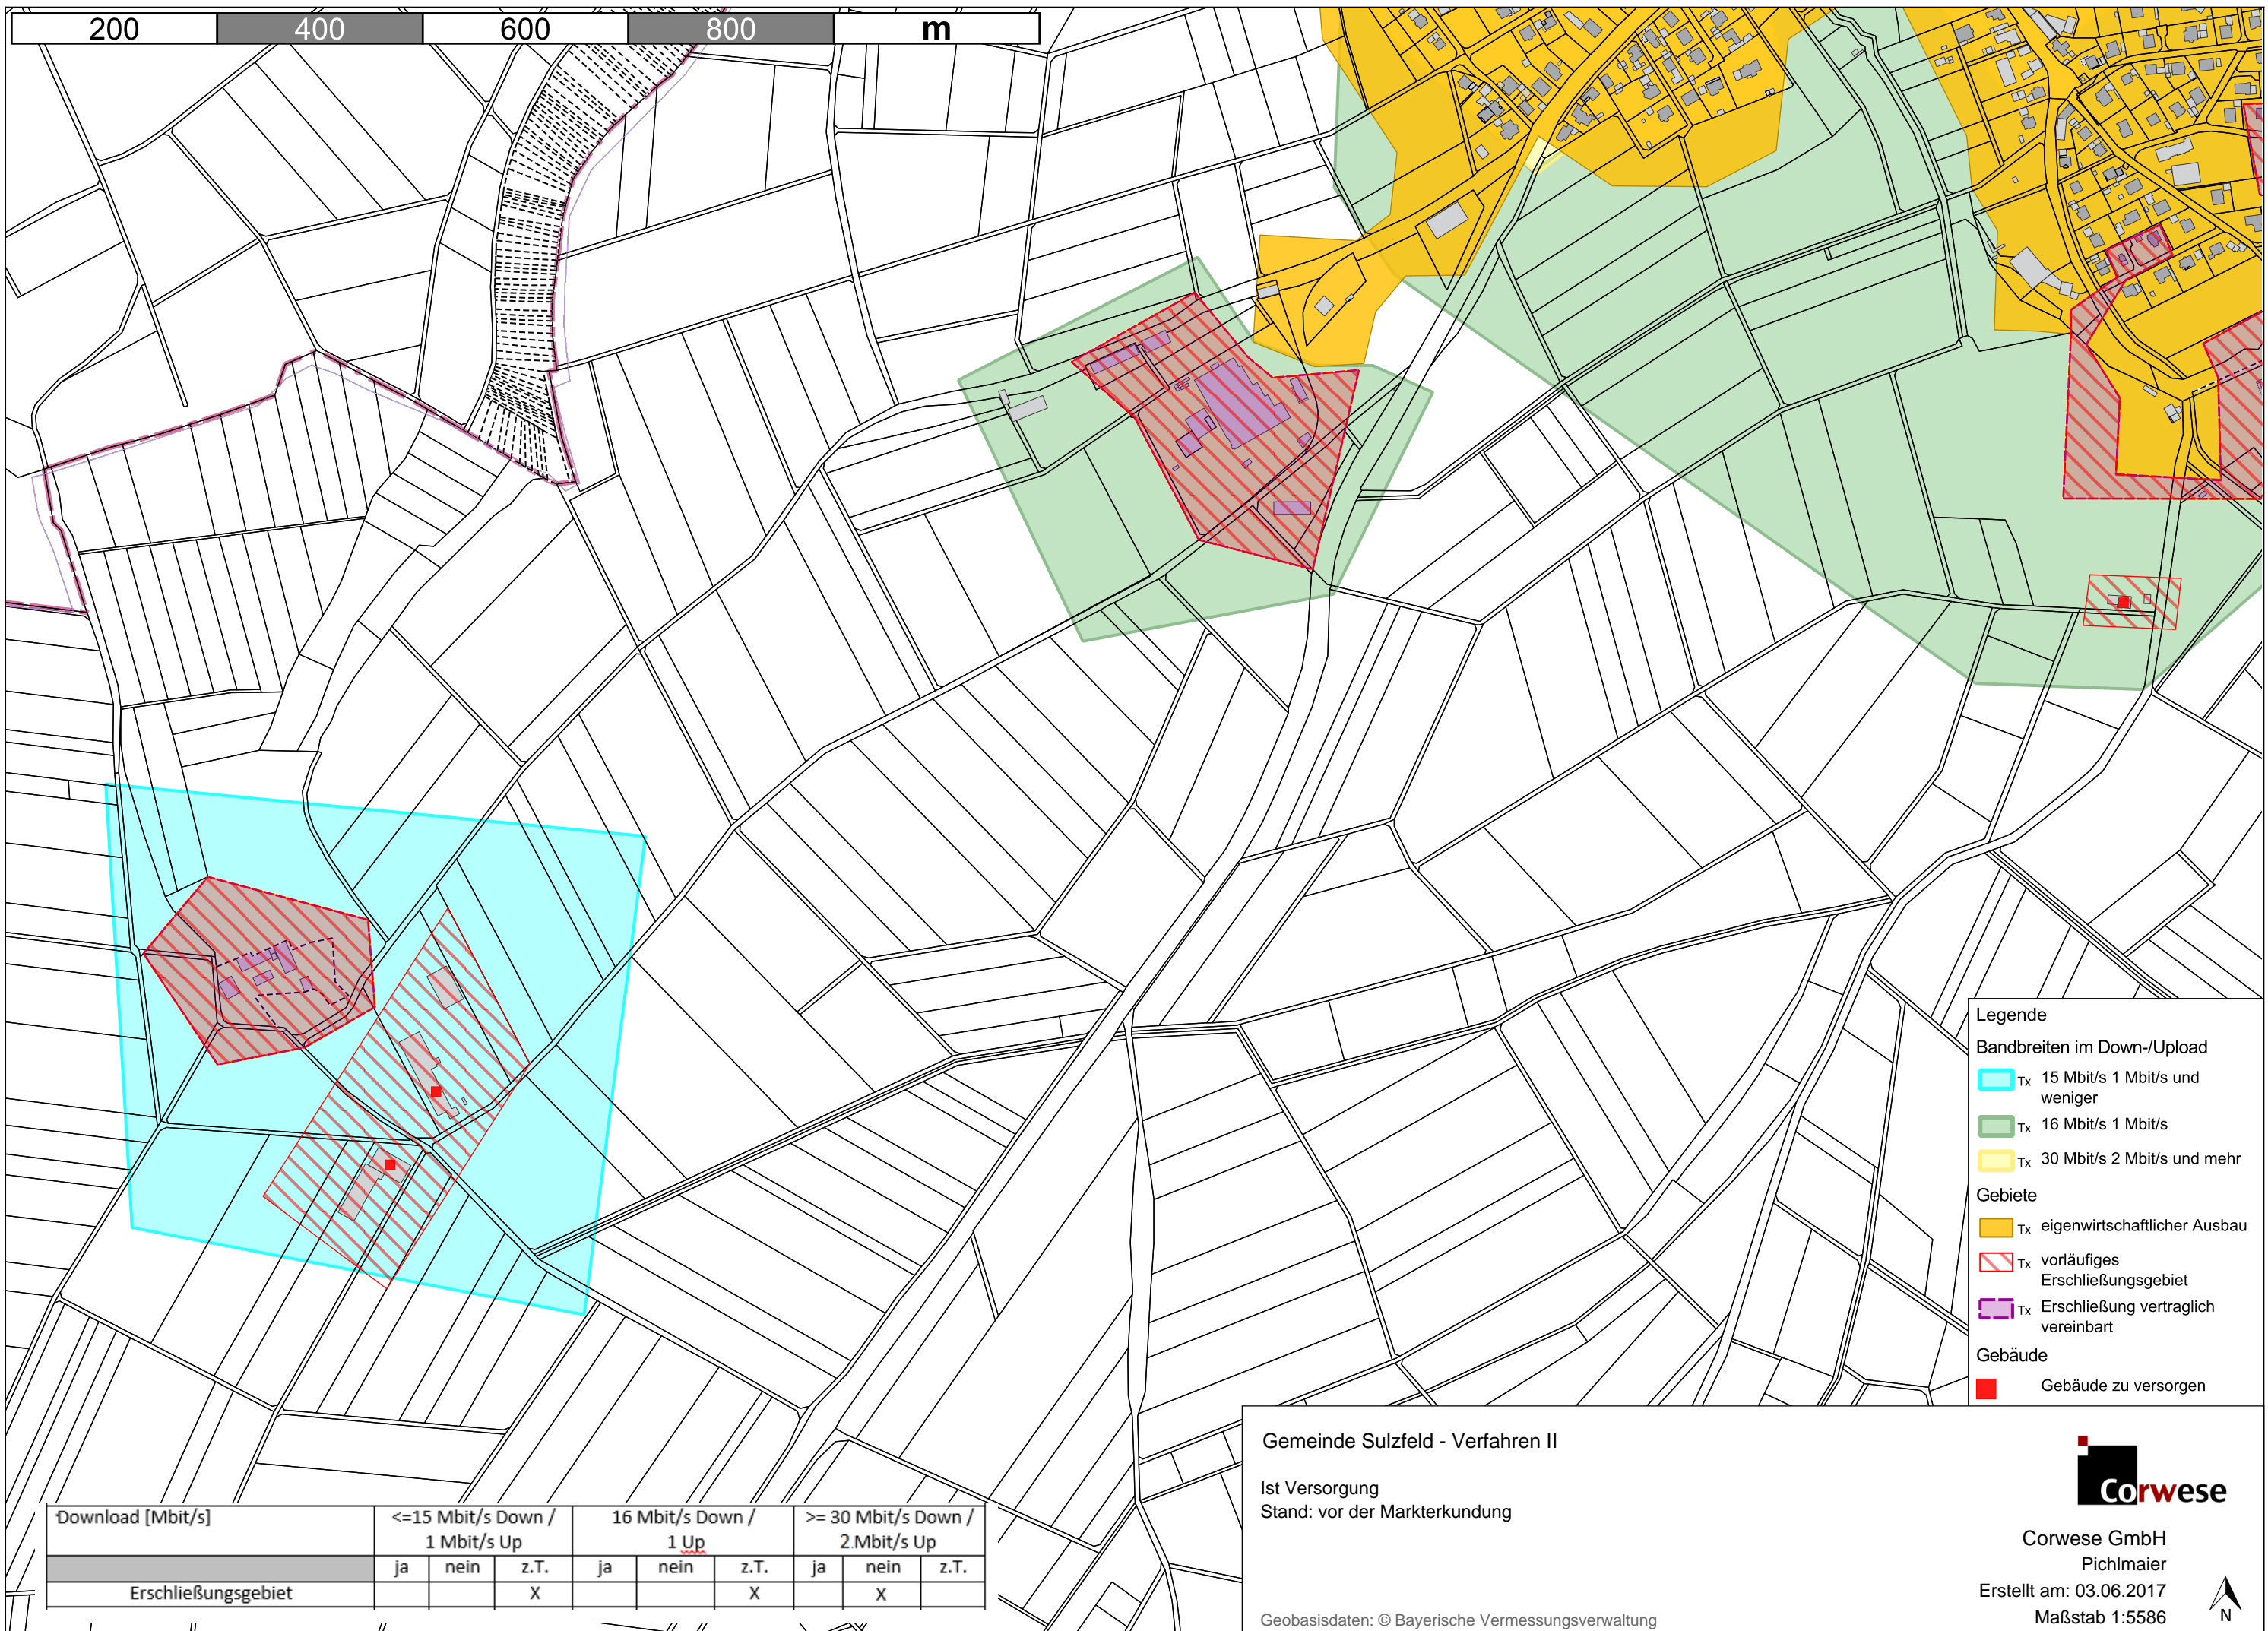 200 400 600 800 m
Legende
Bandbreiten im Down-/Upload
Tx 15 Mbit/s 1 Mbit/s und
weniger
Tx 16 Mbit/s 1 Mbit/s
Tx 30 Mbit/s 2 Mbit/s und mehr
Gebiete
Tx eigenwirtschaftlicher Ausbau
Tx vorläufiges
Erschließungsgebiet
Tx Erschließung vertraglich
vereinbart
Gebäude
Gebäude zu versorgen
Gemeinde Sulzfeld - Verfahren II
Ist Versorgung
Stand: vor der Markterkundung
Geobasisdaten: © Bayerische Vermessungsverwaltung
Corwese
Corwese GmbH
Pichlmaier
Erstellt am: 03.06.2017
Maßstab 1:5586
N
Download [Mbit/s] <=15 Mbit/s Down / 16 Mbit/s Down / >= 30 Mbit/s Down /
1 Mbit/s Up 1 Up 2.Mbit/s Up
ja nein z.T. ja nein z.T. ja nein z.T.
Erschließungsgebiet X X X